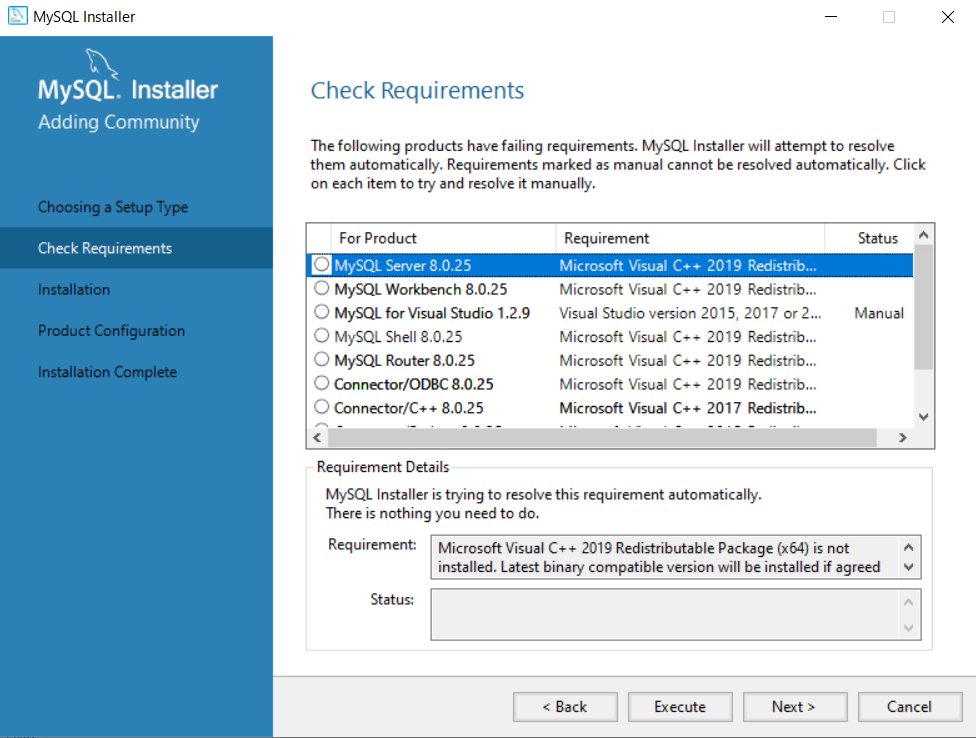 MySQL Installer
MySQL. Installer
Adding Community
Choosing a Setup Type
Check Requirements
Installation
Product Configuration
Installation Complete
Check Requirements
The following products have failing requirements. MySQL Installer will attempt to resolve
them automatically. Requirements marked as manual cannot be resolved automatically. Click
on each item to try and resolve it manually.
For Product Requirement Status
MySQL Server 8.0.25 Microsoft Visual C++ 2019 Redistrib...
MySQL Workbench 8.0.25 Microsoft Visual C++ 2019 Redistrib...
MySQL for Visual Studio 1.2.9 Visual Studio version 2015, 2017 or 2... Manual
MySQL Shell 8.0.25 Microsoft Visual C++ 2019 Redistrib...
MySQL Router 8.0.25 Microsoft Visual C++ 2019 Redistrib...
Connector/ODBC 8.0.25 Microsoft Visual C++ 2019 Redistrib...
Connector/C++ 8.0.25 Microsoft Visual C++ 2017 Redistrib...
Requirement Details
MySQL Installer is trying to resolve this requirement automatically.
There is nothing you need to do.
Requirement: Microsoft Visual C++ 2019 Redistributable Package (x64) is not
installed. Latest binary compatible version will be installed if agreed
Status:
< Back Execute Next > Cancel